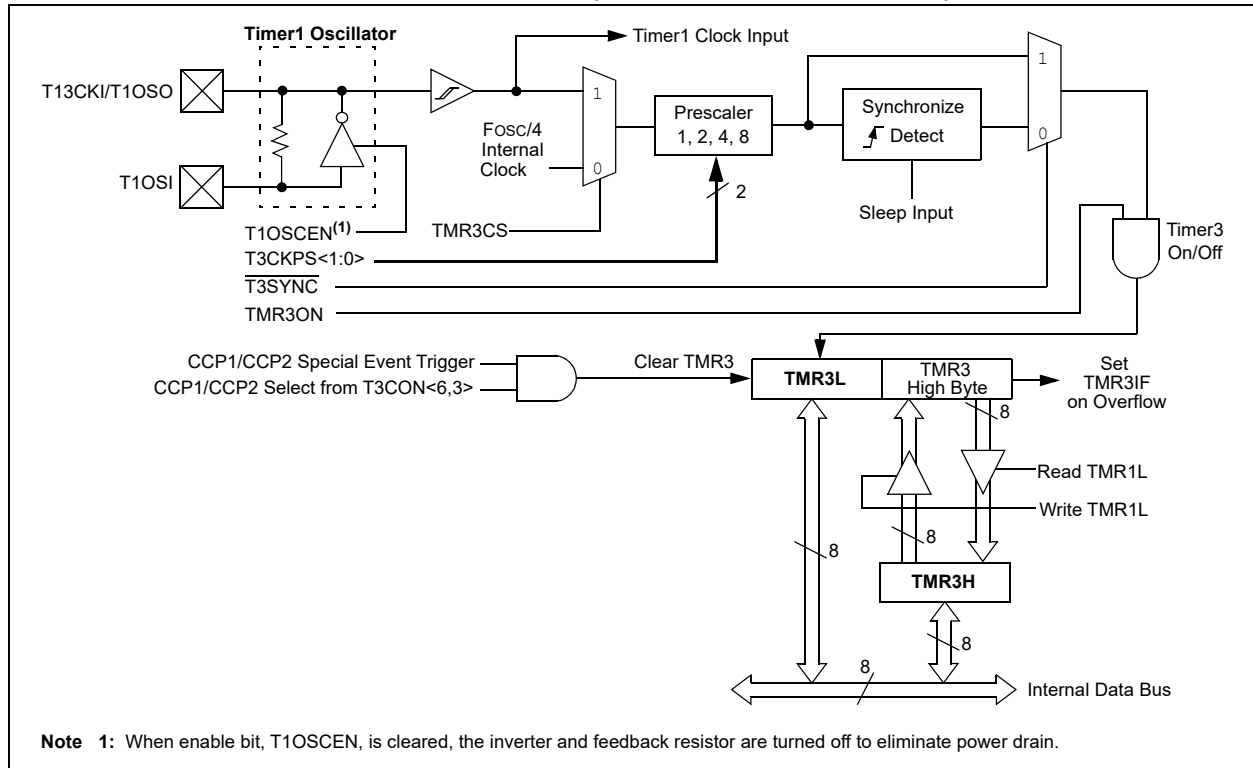 Timer1 Oscillator
Timer1 Clock Input
T13CKI/T1OSO
1
FOSC/4
Internal
Clock
0
Prescaler
1, 2, 4, 8
Synchronize
Detect
1
0
T1OSI
2
Sleep Input
T1OSCEN(1)
TMR3CS
Timer3
On/Off
T3CKPS<1:0>
T3SYNC
TMR3ON
CCP1/CCP2 Special Event Trigger
CCP1/CCP2 Select from T3CON<6,3>
Clear TMR3
TMR3L
TMR3
High Byte
Set
TMR3IF
on Overflow
8
Read TMR1L
Write TMR1L
8
8
TMR3H
8
8
Internal Data Bus
Note 1: When enable bit, T1OSCEN, is cleared, the inverter and feedback resistor are turned off to eliminate power drain.